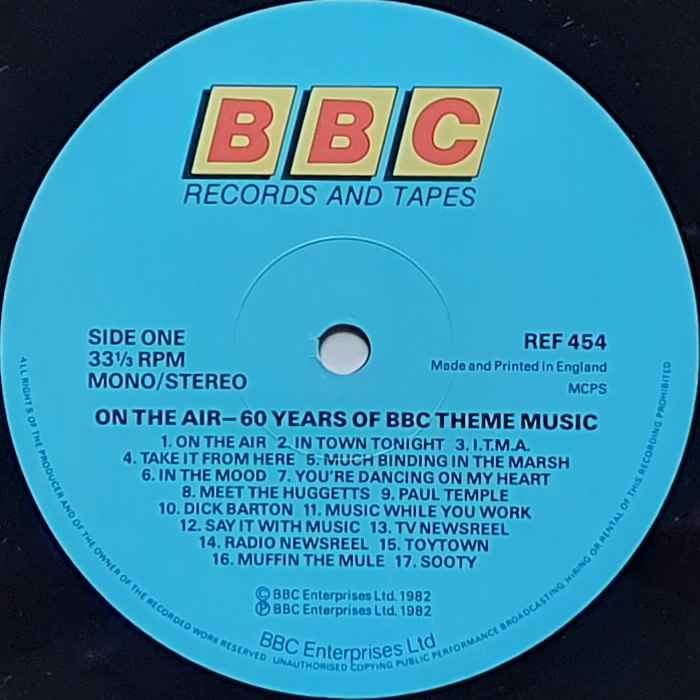 BBC
RECORDS AND TAPES
SIDE ONE
33⅓ RPM
MONO/STEREO
REF 454
Made and Printed in England
MCPS
ON THE AIR—60 YEARS OF BBC THEME MUSIC
1. ON THE AIR 2. IN TOWN TONIGHT 3. I.T.M.A.
4. TAKE IT FROM HERE 5. MUCH BINDING IN THE MARSH
6. IN THE MOOD 7. YOU'RE DANCING ON MY HEART
8. MEET THE HUGGETTS 9. PAUL TEMPLE
10. DICK BARTON 11. MUSIC WHILE YOU WORK
12. SAY IT WITH MUSIC 13. TV NEWSREEL
14. RADIO NEWSREEL 15. TOYTOWN
16. MUFFIN THE MULE 17. SOOTY
© BBC Enterprises Ltd. 1982
℗ BBC Enterprises Ltd. 1982
BBC Enterprises Ltd
ALL RIGHTS OF THE PRODUCER AND OF THE OWNER OF THE RECORDED WORK RESERVED. UNAUTHORISED COPYING PUBLIC PERFORMANCE BROADCASTING HIRING OR RENTAL OF THIS RECORDING PROHIBITED